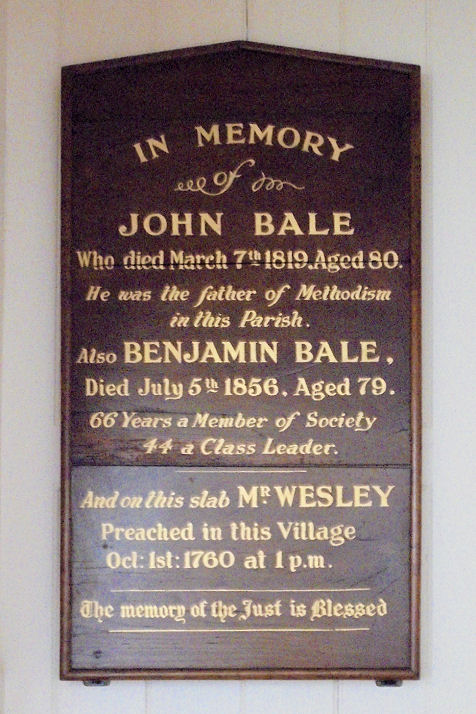 IN MEMORY
of
JOHN BALE
Who died March 7th 1819. Aged 80.
He was the father of Methodism
in this Parish.
Also BENJAMIN BALE,
Died July 5th 1856. Aged 79.
66 Years a Member of Society
44 a Class Leader.
And on this slab MR. WESLEY
Preached in this Village
Oct: 1st: 1760 at 1 p.m.
The memory of the Just is Blessed